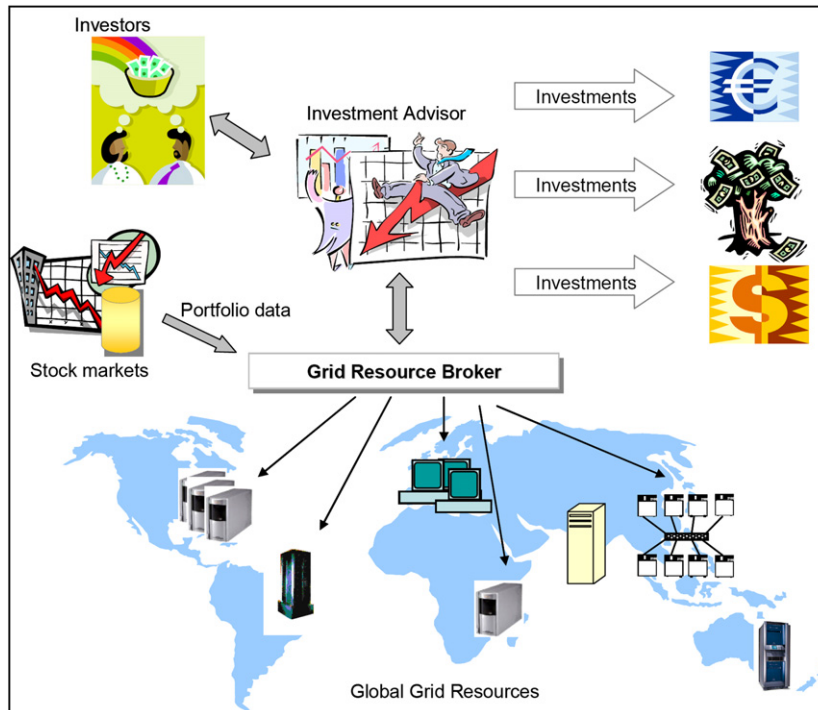 Investors
Investment Advisor
Investments
Investments
Investments
Portfolio data
Stock markets
Grid Resource Broker
Global Grid Resources